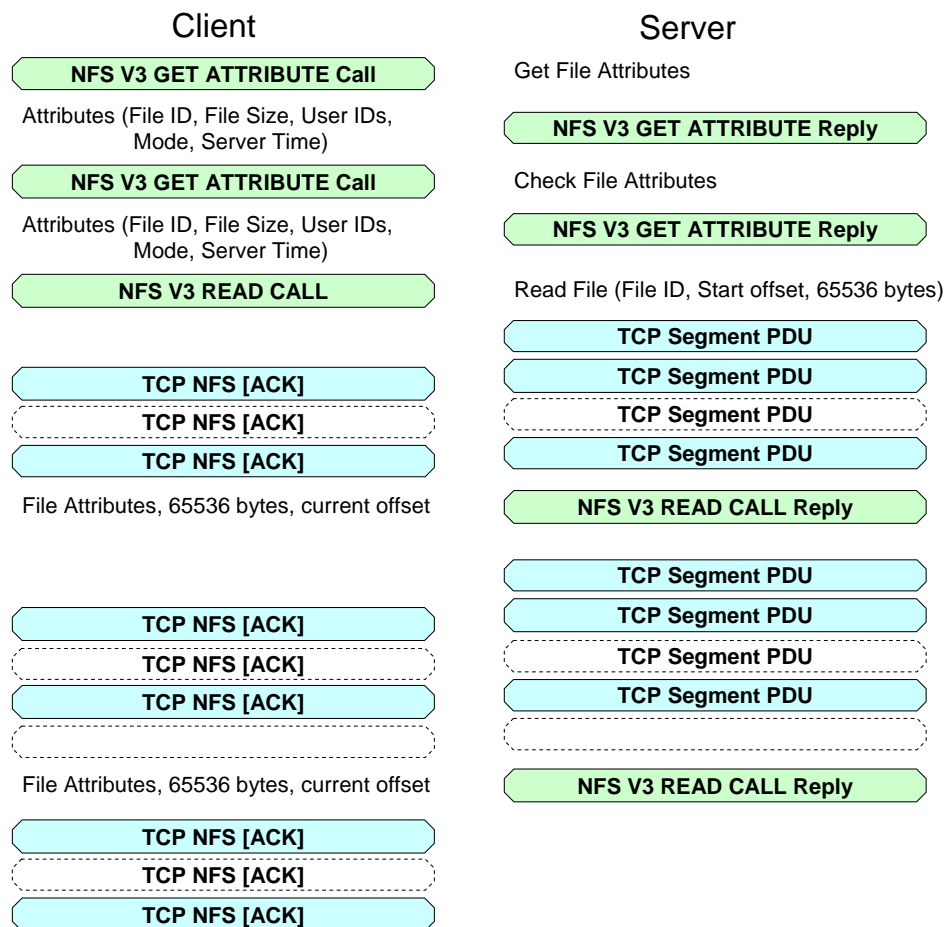 Client
NFS V3 GET ATTRIBUTE Call
Attributes (File ID, File Size, User IDs,
Mode, Server Time)
NFS V3 GET ATTRIBUTE Call
Attributes (File ID, File Size, User IDs,
Mode, Server Time)
NFS V3 READ CALL
TCP NFS [ACK]
TCP NFS [ACK]
TCP NFS [ACK]
File Attributes, 65536 bytes, current offset
TCP NFS [ACK]
TCP NFS [ACK]
TCP NFS [ACK]
File Attributes, 65536 bytes, current offset
TCP NFS [ACK]
TCP NFS [ACK]
TCP NFS [ACK]
Server
Get File Attributes
NFS V3 GET ATTRIBUTE Reply
Check File Attributes
NFS V3 GET ATTRIBUTE Reply
Read File (File ID, Start offset, 65536 bytes)
TCP Segment PDU
TCP Segment PDU
TCP Segment PDU
TCP Segment PDU
NFS V3 READ CALL Reply
TCP Segment PDU
TCP Segment PDU
TCP Segment PDU
TCP Segment PDU
NFS V3 READ CALL Reply